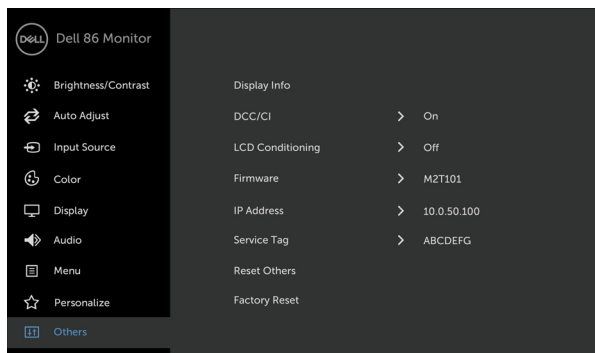 DELL Dell 86 Monitor
Brightness/Contrast
Auto Adjust
Input Source
Color
Display
Audio
Menu
Personalize
Others
Display Info
DCC/CI > On
LCD Conditioning > Off
Firmware > M2T101
IP Address > 10.0.50.100
Service Tag > ABCDEFG
Reset Others
Factory Reset